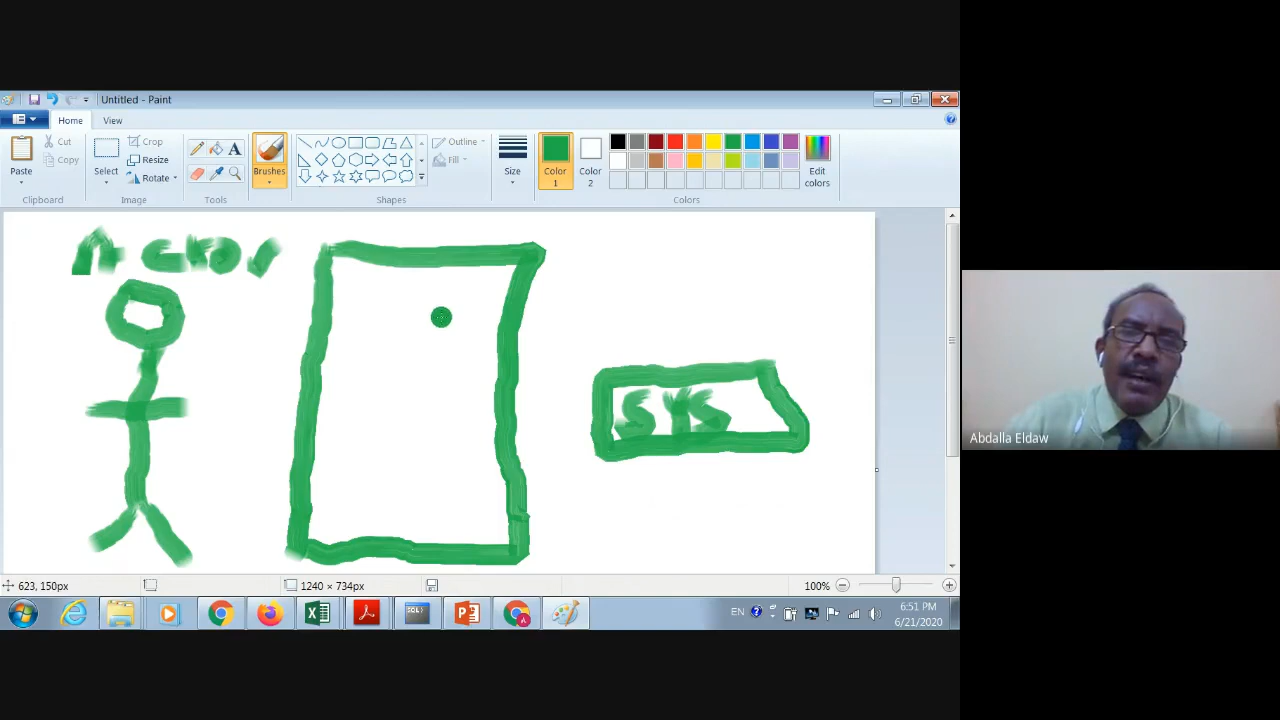 Untitled - Paint
Home View
Cut
Copy
Paste
Clipboard
Select
Crop
Resize
Rotate
Image
Tools
Brushes
Shapes
Outline
Fill
Size
Color 1
Color 2
Edit colors
Colors
Actor
SYS
Abdalla Eldaw
623, 150px
1240 × 734px
100%
EN
6:51 PM
6/21/2020